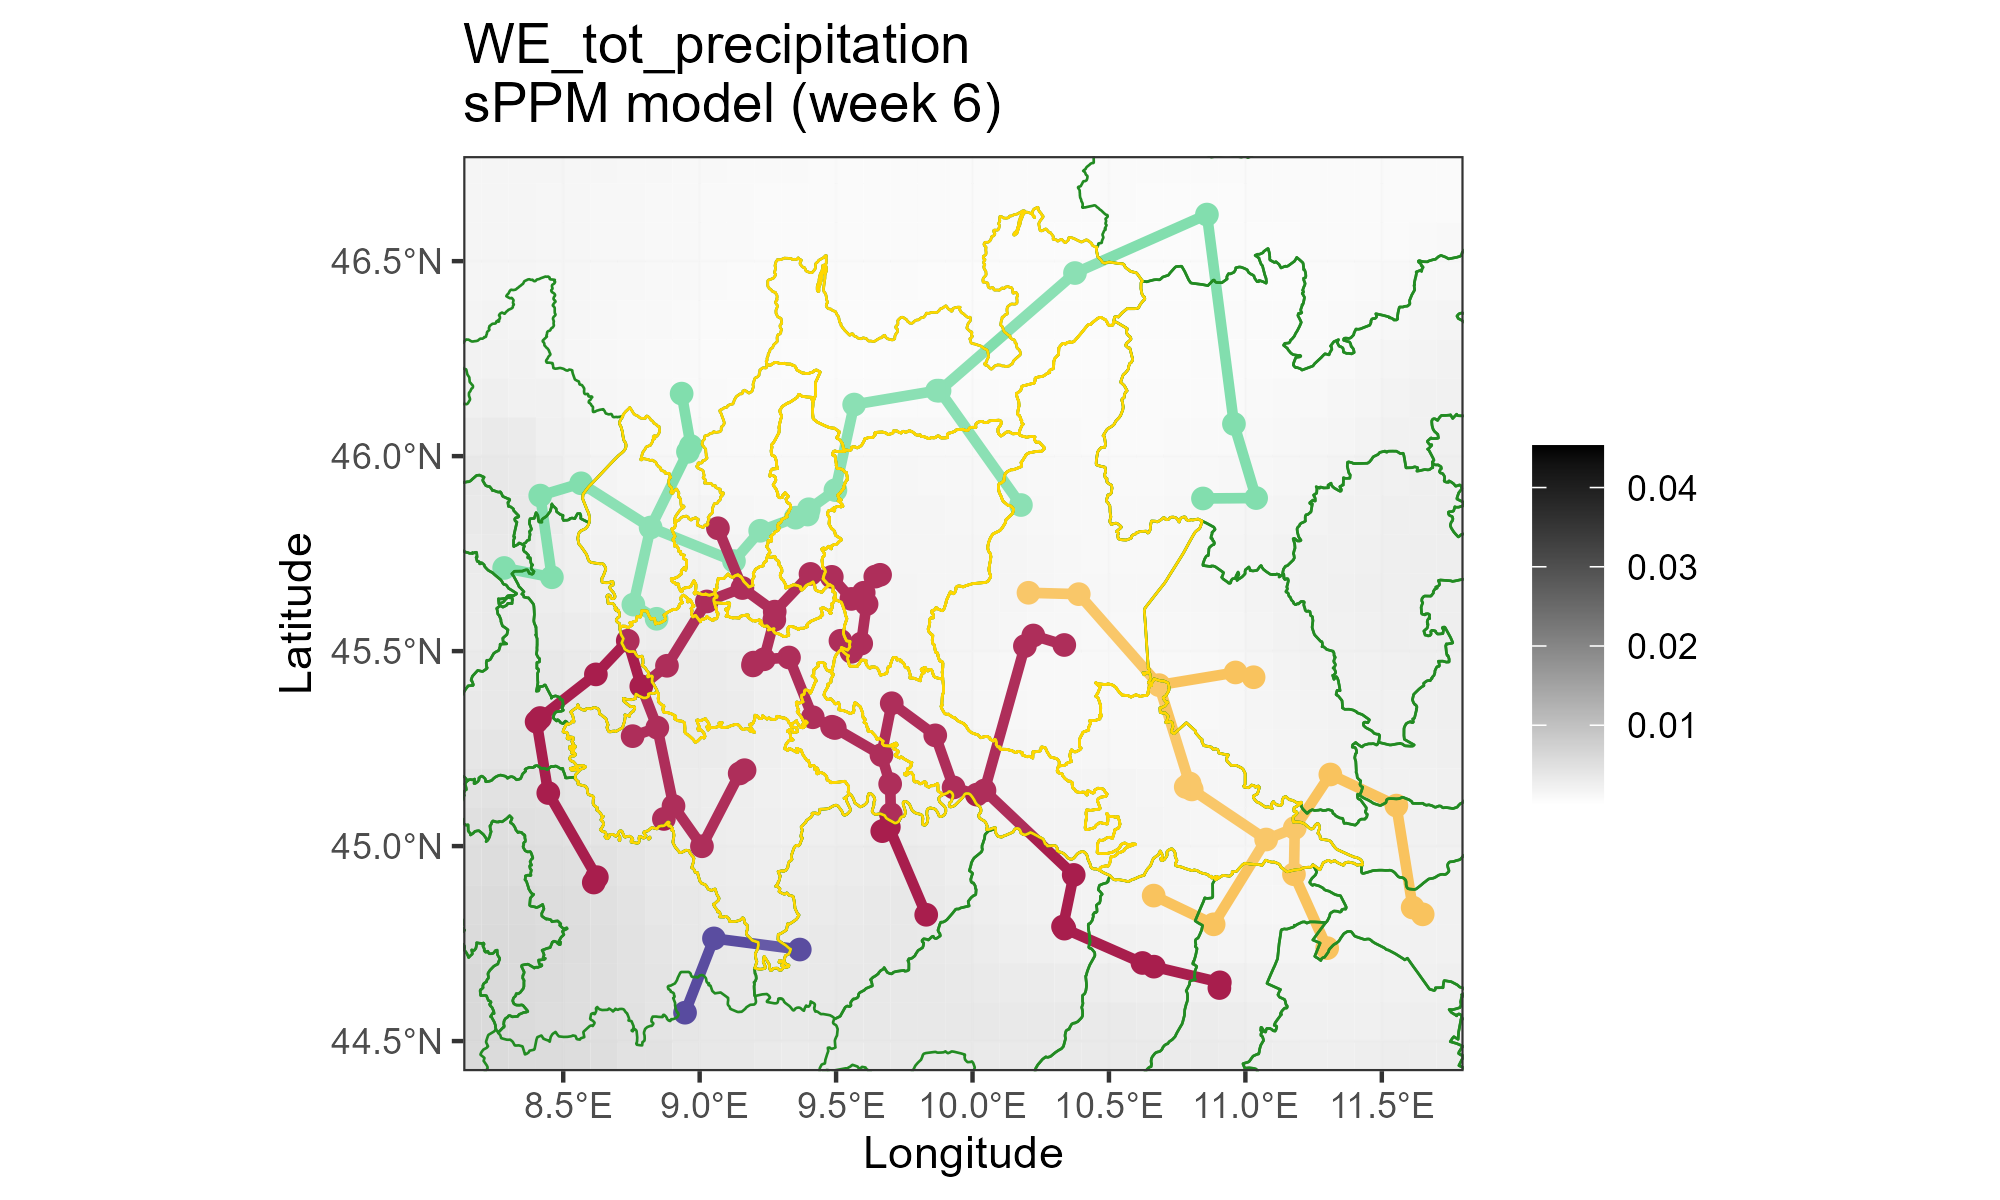 WE_tot_precipitation
sPPM model (week 6)
46.5°N
46.0°N
45.5°N
45.0°N
44.5°N
Latitude
8.5°E 9.0°E 9.5°E 10.0°E 10.5°E 11.0°E 11.5°E
Longitude
0.04
0.03
0.02
0.01